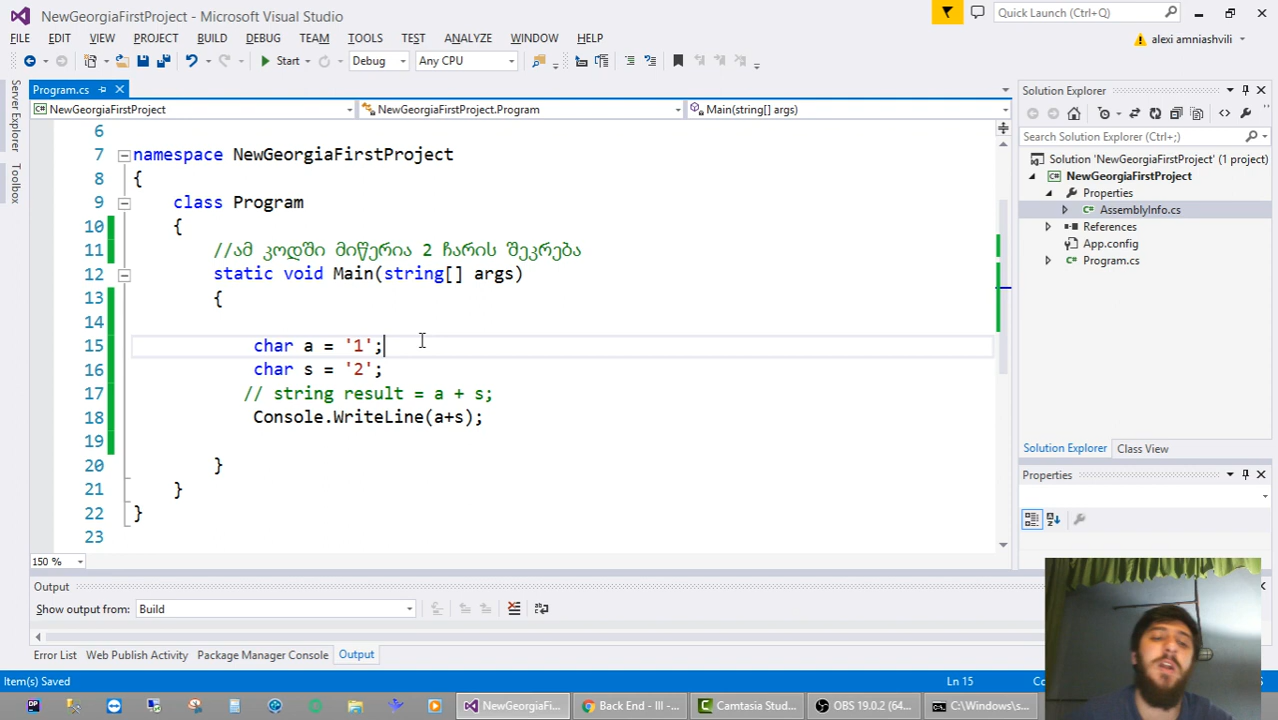 NewGeorgiaFirstProject - Microsoft Visual Studio
Quick Launch (Ctrl+Q)
FILE EDIT VIEW PROJECT BUILD DEBUG TEAM TOOLS TEST ANALYZE WINDOW HELP
alexi amniashvili
Start Debug Any CPU
Server Explorer
Toolbox
Program.cs
NewGeorgiaFirstProject NewGeorgiaFirstProject.Program Main(string[] args)
6
7 namespace NewGeorgiaFirstProject
8 {
9 class Program
10 {
11 //ამ კოდში მიწერია 2 ჩარის შეკრება
12 static void Main(string[] args)
13 {
14
15 char a = '1';
16 char s = '2';
17 // string result = a + s;
18 Console.WriteLine(a+s);
19
20 }
21 }
22 }
23
150 %
Solution Explorer
Search Solution Explorer (Ctrl+;)
Solution 'NewGeorgiaFirstProject' (1 project)
NewGeorgiaFirstProject
Properties
AssemblyInfo.cs
References
App.config
Program.cs
Solution Explorer Class View
Properties
Output
Show output from: Build
Error List Web Publish Activity Package Manager Console Output
Item(s) Saved
Ln 15
NewGeorgiaFi...
Back End - III - ...
Camtasia Stud...
OBS 19.0.2 (64...
C:\Windows\s...